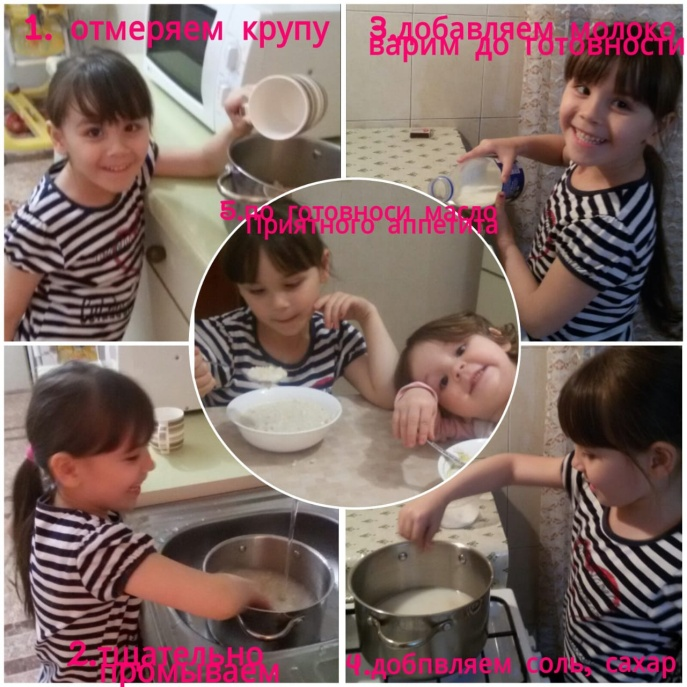 1. отмеряем крупу
2.тщательно
промываем
3.добавляем молоко
варим до готовности
4.добпвляем соль, сахар
5.по готовноси масло
Приятного аппетита